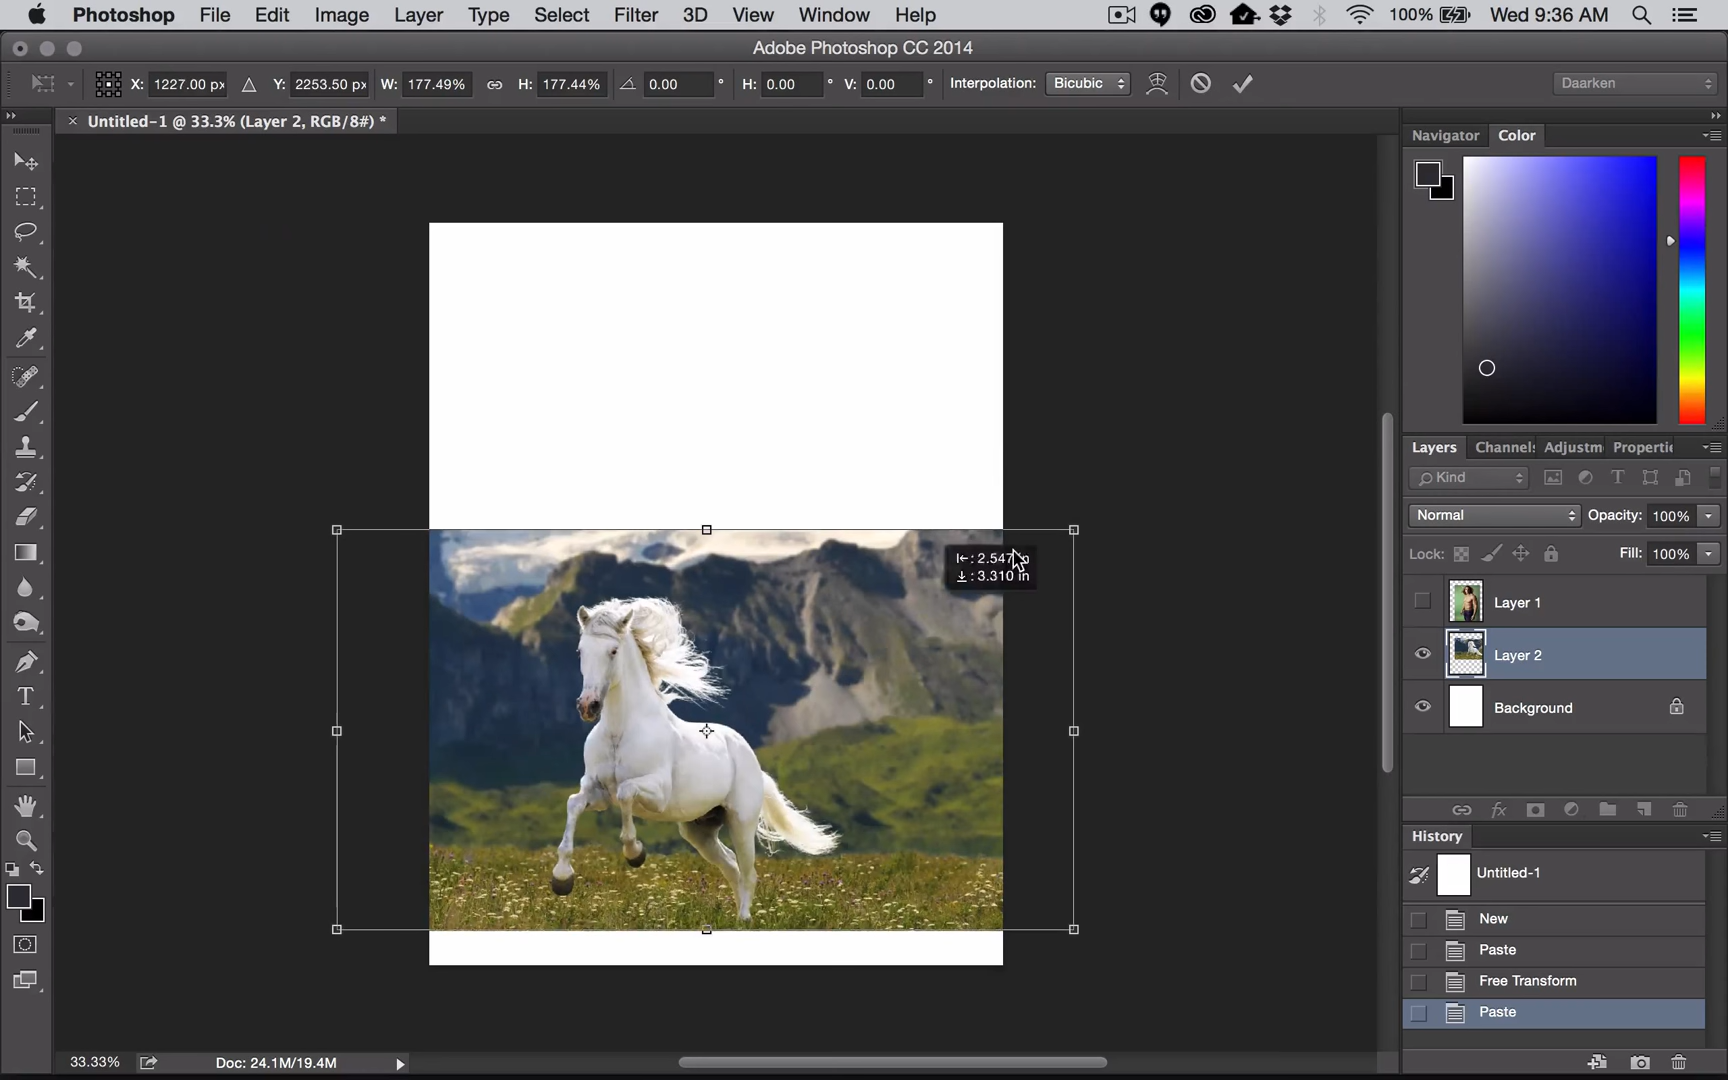 Photoshop File Edit Image Layer Type Select Filter 3D View Window Help 100% Wed 9:36 AM
Adobe Photoshop CC 2014
X: 1227.00 px Y: 2253.50 px W: 177.49% H: 177.44% 0.00 ° H: 0.00 ° V: 0.00 ° Interpolation: Bicubic Daarken
× Untitled-1 @ 33.3% (Layer 2, RGB/8#) *
Navigator Color
Layers Channels Adjustm Properti
Kind
Normal Opacity: 100%
Lock: Fill: 100%
: 2.547 in
: 3.310 in
Layer 1
Layer 2
Background
History
Untitled-1
New
Paste
Free Transform
Paste
33.33% Doc: 24.1M/19.4M